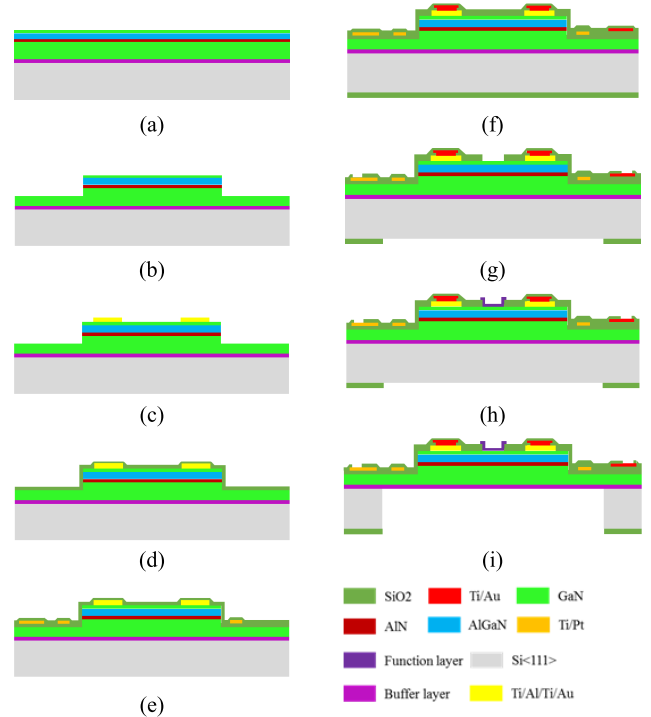 (a)
(b)
(c)
(d)
(e)
(f)
(g)
(h)
(i)
SiO2 Ti/Au GaN
AlN AlGaN Ti/Pt
Function layer Si<111>
Buffer layer Ti/Al/Ti/Au